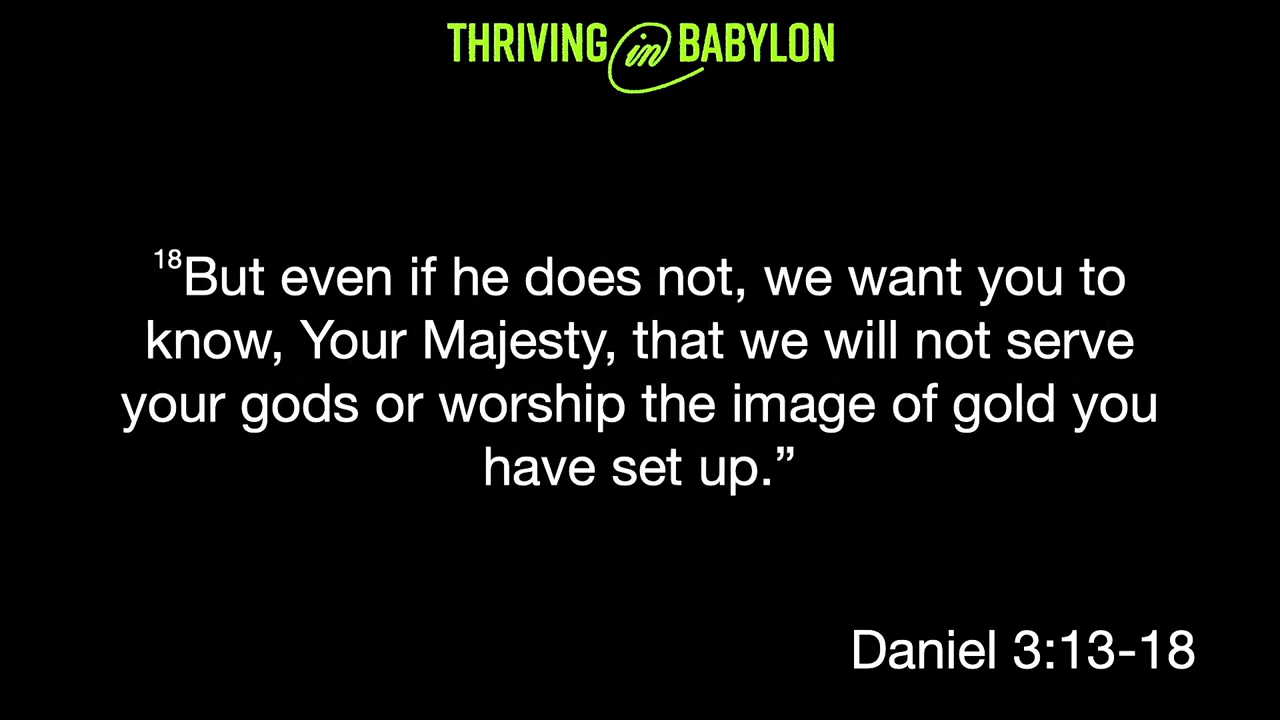 THRIVING in BABYLON
18But even if he does not, we want you to
know, Your Majesty, that we will not serve
your gods or worship the image of gold you
have set up.”
Daniel 3:13-18